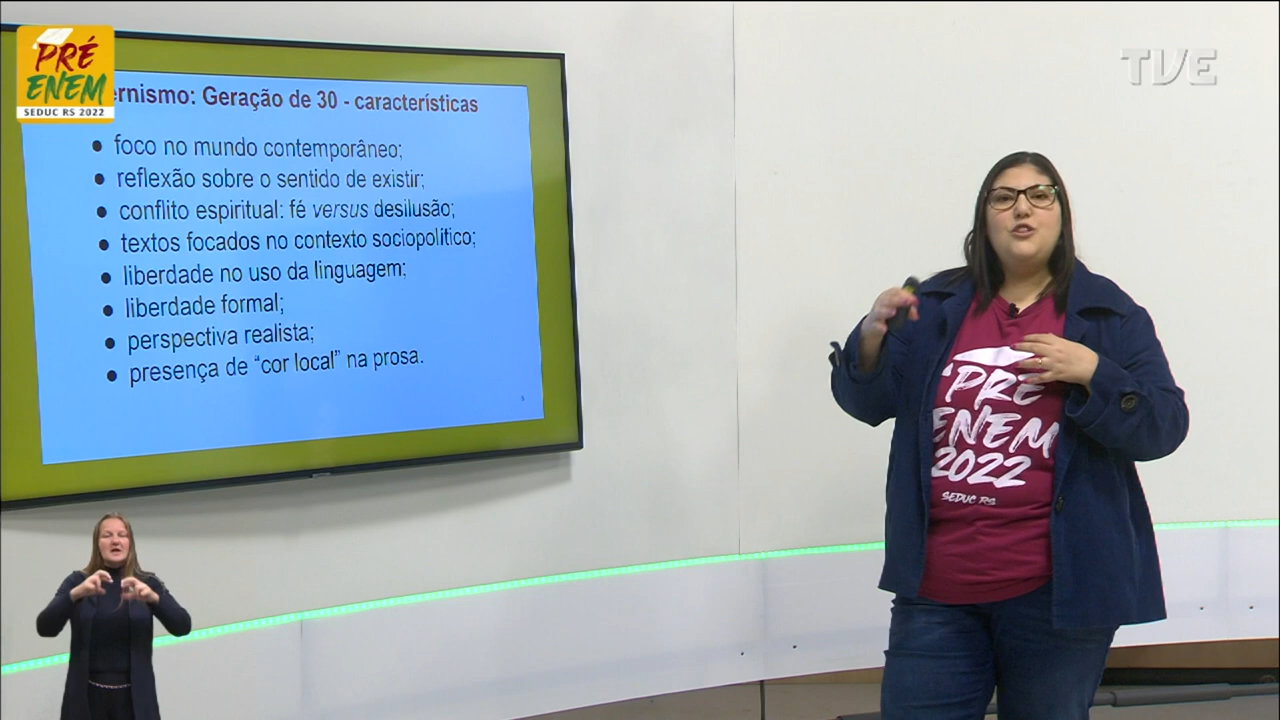 PRÉ
ENEM
SEDUC RS 2022
TVE
ernismo: Geração de 30 - características
foco no mundo contemporâneo;
reflexão sobre o sentido de existir;
conflito espiritual: fé versus desilusão;
textos focados no contexto sociopolítico;
liberdade no uso da linguagem;
liberdade formal;
perspectiva realista;
presença de “cor local” na prosa.
5
PRÉ
ENEM
2022
SEDUC RS